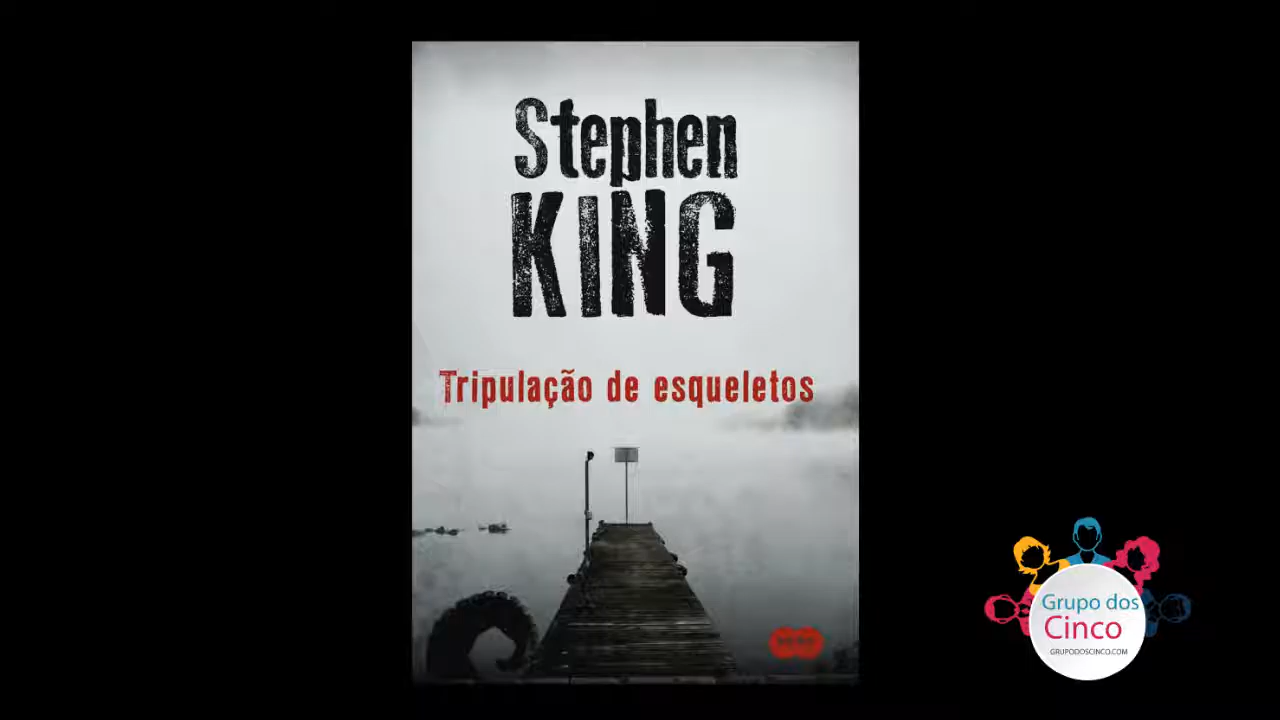 Stephen
KING
Tripulação de esqueletos
Grupo dos
Cinco
GRUPODOSCINCO.COM